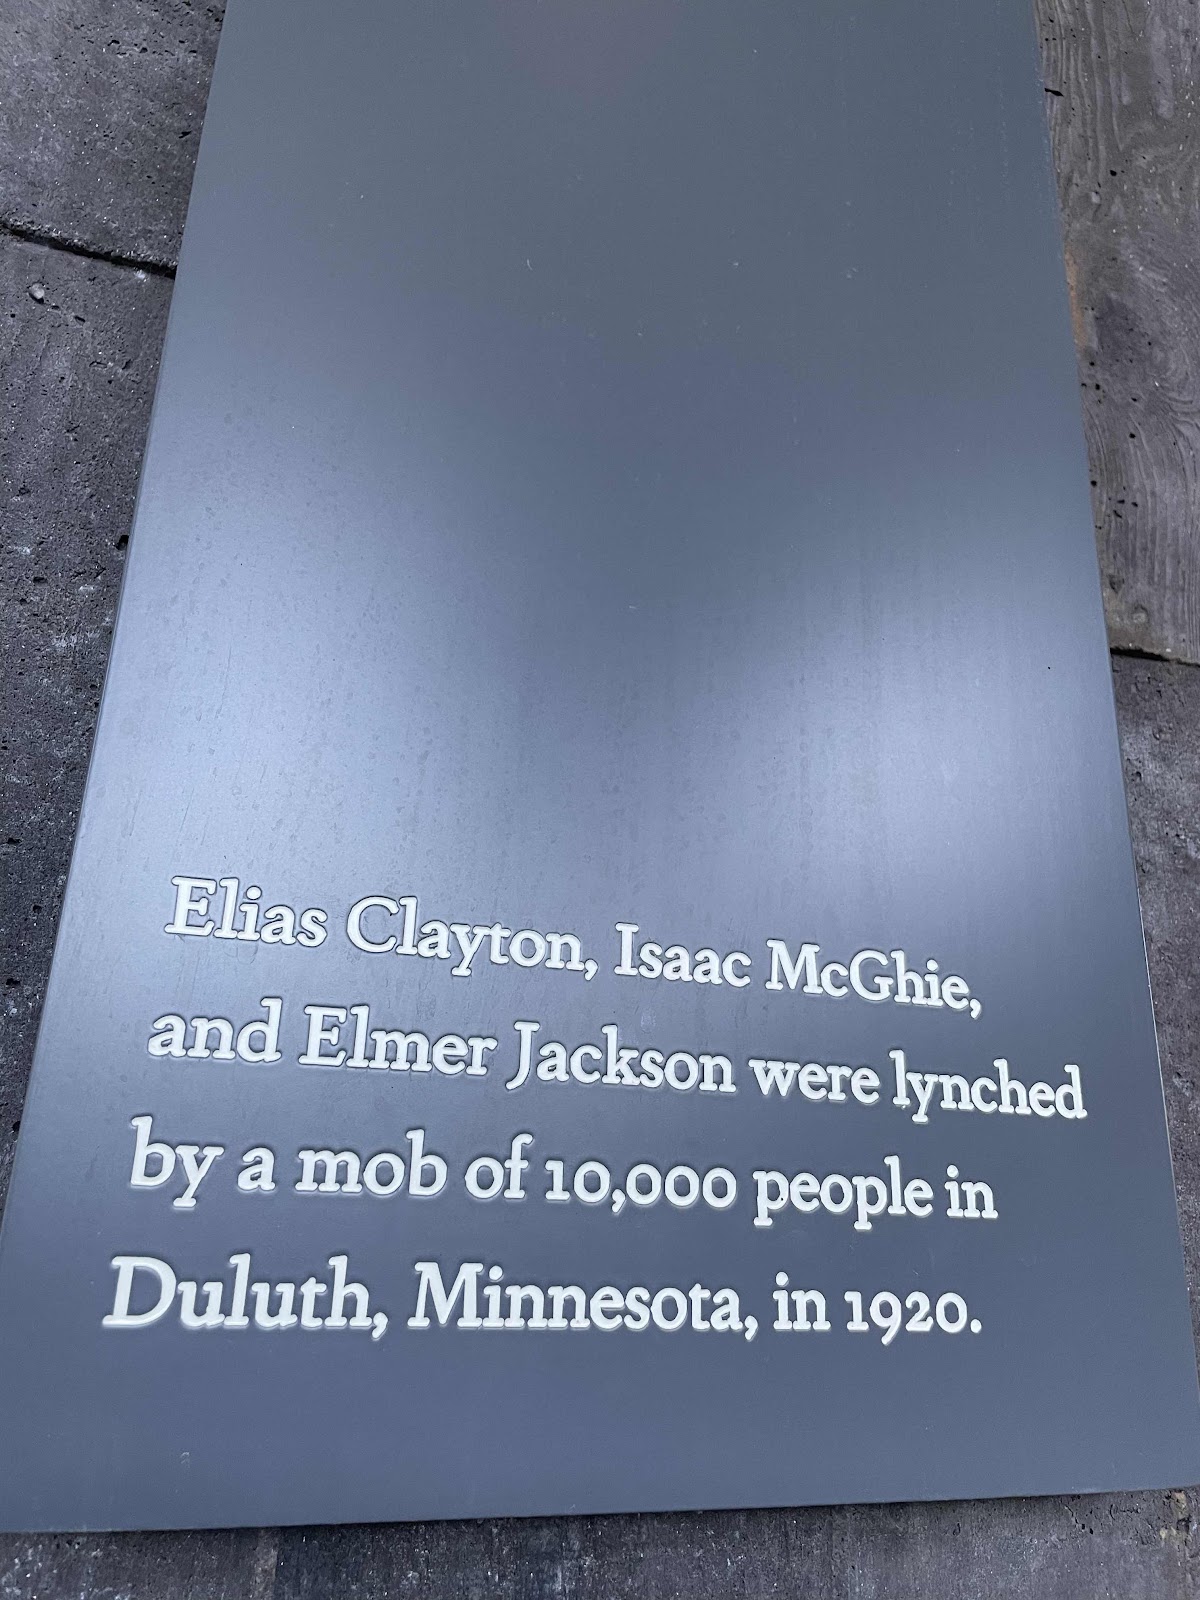 Elias Clayton, Isaac McGhie,
and Elmer Jackson were lynched
by a mob of 10,000 people in
Duluth, Minnesota, in 1920.